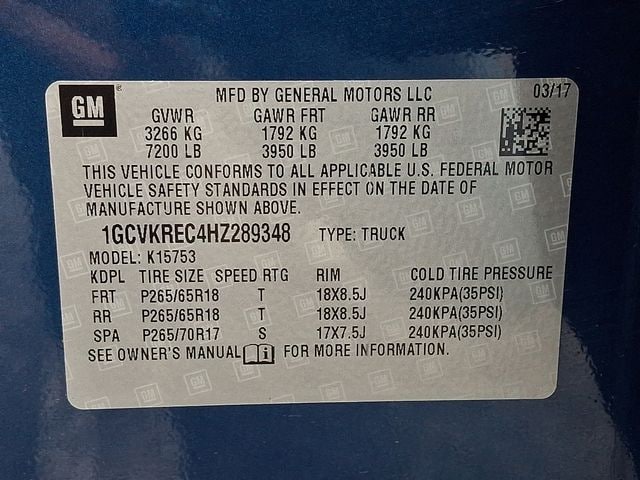 GM
®
MFD BY GENERAL MOTORS LLC 03/17
GVWR GAWR FRT GAWR RR
3266 KG 1792 KG 1792 KG
7200 LB 3950 LB 3950 LB
THIS VEHICLE CONFORMS TO ALL APPLICABLE U.S. FEDERAL MOTOR
VEHICLE SAFETY STANDARDS IN EFFECT ON THE DATE OF
MANUFACTURE SHOWN ABOVE.
1GCVKREC4HZ289348 TYPE: TRUCK
MODEL: K15753
KDPL TIRE SIZE SPEED RTG RIM COLD TIRE PRESSURE
FRT P265/65R18 T 18X8.5J 240KPA(35PSI)
RR P265/65R18 T 18X8.5J 240KPA(35PSI)
SPA P265/70R17 S 17X7.5J 240KPA(35PSI)
SEE OWNER'S MANUAL FOR MORE INFORMATION.